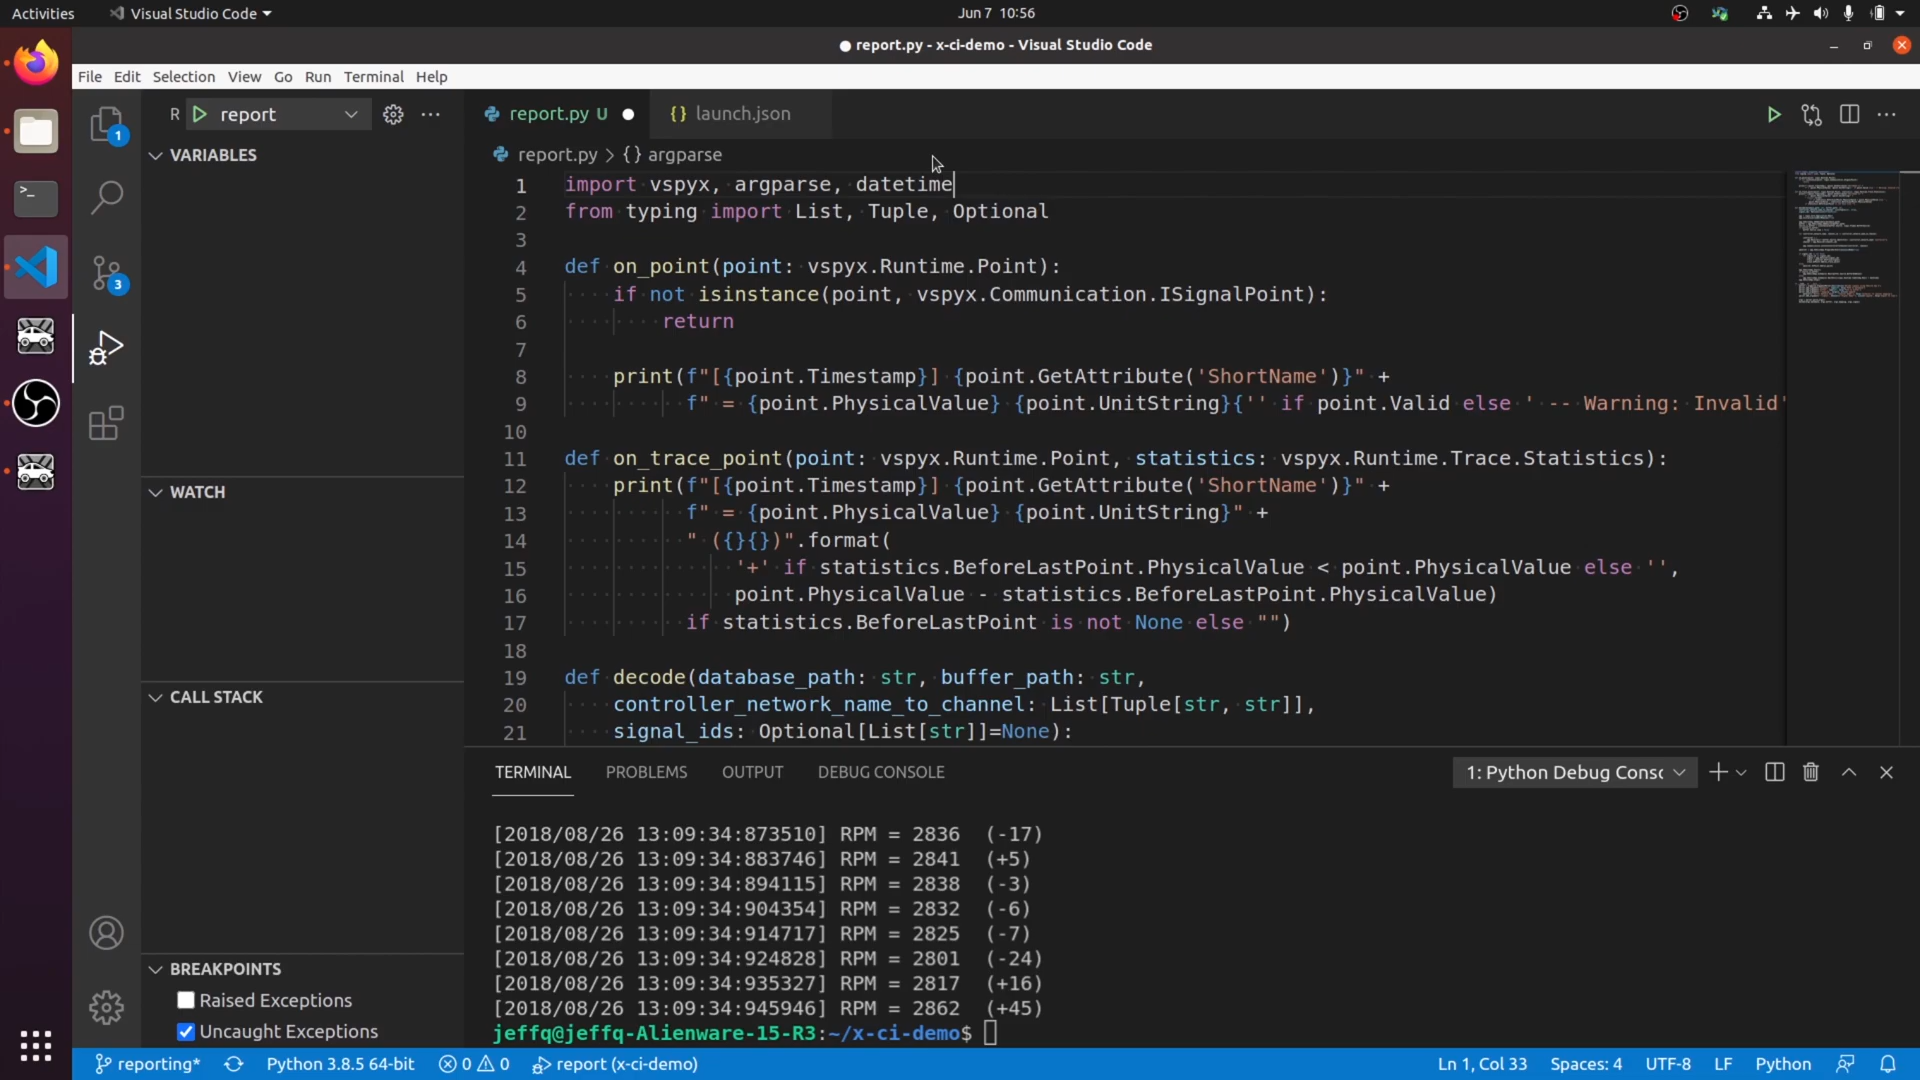 Activities Visual Studio Code Jun 7 10:56
● report.py - x-ci-demo - Visual Studio Code
File Edit Selection View Go Run Terminal Help
R report ··· report.py U {} launch.json ···
VARIABLES
report.py > {} argparse
1 import vspyx, argparse, datetime
2 from typing import List, Tuple, Optional
3
4 def on_point(point: vspyx.Runtime.Point):
5 if not isinstance(point, vspyx.Communication.ISignalPoint):
6 return
7
8 print(f"[{point.Timestamp}] {point.GetAttribute('ShortName')}" +
9 f" = {point.PhysicalValue} {point.UnitString}{'' if point.Valid else ' -- Warning: Invalid'
10
11 def on_trace_point(point: vspyx.Runtime.Point, statistics: vspyx.Runtime.Trace.Statistics):
12 print(f"[{point.Timestamp}] {point.GetAttribute('ShortName')}" +
13 f" = {point.PhysicalValue} {point.UnitString}" +
14 " ({}{})".format(
15 '+' if statistics.BeforeLastPoint.PhysicalValue < point.PhysicalValue else '',
16 point.PhysicalValue - statistics.BeforeLastPoint.PhysicalValue)
17 if statistics.BeforeLastPoint is not None else "")
18
19 def decode(database_path: str, buffer_path: str,
20 controller_network_name_to_channel: List[Tuple[str, str]],
21 signal_ids: Optional[List[str]]=None):
1
3
WATCH
CALL STACK
BREAKPOINTS
Raised Exceptions
Uncaught Exceptions
TERMINAL PROBLEMS OUTPUT DEBUG CONSOLE 1: Python Debug Consc
[2018/08/26 13:09:34:873510] RPM = 2836 (-17)
[2018/08/26 13:09:34:883746] RPM = 2841 (+5)
[2018/08/26 13:09:34:894115] RPM = 2838 (-3)
[2018/08/26 13:09:34:904354] RPM = 2832 (-6)
[2018/08/26 13:09:34:914717] RPM = 2825 (-7)
[2018/08/26 13:09:34:924828] RPM = 2801 (-24)
[2018/08/26 13:09:34:935327] RPM = 2817 (+16)
[2018/08/26 13:09:34:945946] RPM = 2862 (+45)
jeffq@jeffq-Alienware-15-R3:~/x-ci-demo$
reporting* Python 3.8.5 64-bit 0 0 report (x-ci-demo) Ln 1, Col 33 Spaces: 4 UTF-8 LF Python